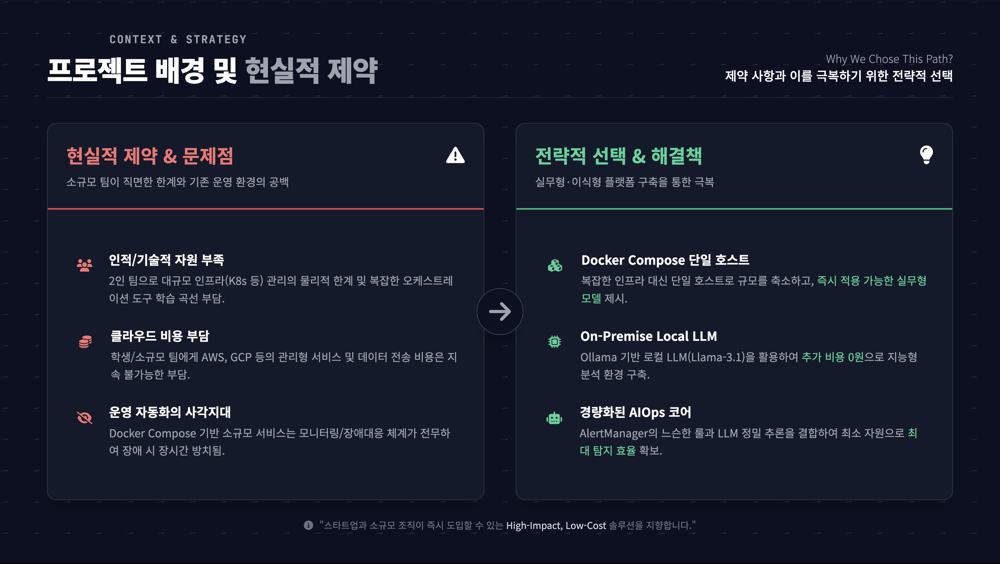 CONTEXT & STRATEGY
프로젝트 배경 및 현실적 제약
Why We Chose This Path?
제약 사항과 이를 극복하기 위한 전략적 선택
현실적 제약 & 문제점
소규모 팀이 직면한 한계와 기존 운영 환경의 공백
인적/기술적 자원 부족
2인 팀으로 대규모 인프라(K8s 등) 관리의 물리적 한계 및 복잡한 오케스트레
이션 도구 학습 곡선 부담.
클라우드 비용 부담
학생/소규모 팀에게 AWS, GCP 등의 관리형 서비스 및 데이터 전송 비용은 지
속 불가능한 부담.
운영 자동화의 사각지대
Docker Compose 기반 소규모 서비스는 모니터링/장애대응 체계가 전무하
여 장애 시 장시간 방치됨.
전략적 선택 & 해결책
실무형·이식형 플랫폼 구축을 통한 극복
Docker Compose 단일 호스트
복잡한 인프라 대신 단일 호스트로 규모를 축소하고, 즉시 적용 가능한 실무형
모델 제시.
On-Premise Local LLM
Ollama 기반 로컬 LLM(Llama-3.1)을 활용하여 추가 비용 0원으로 지능형
분석 환경 구축.
경량화된 AIOps 코어
AlertManager의 느슨한 룰과 LLM 정밀 추론을 결합하여 최소 자원으로 최
대 탐지 효율 확보.
"스타트업과 소규모 조직이 즉시 도입할 수 있는 High-Impact, Low-Cost 솔루션을 지향합니다."